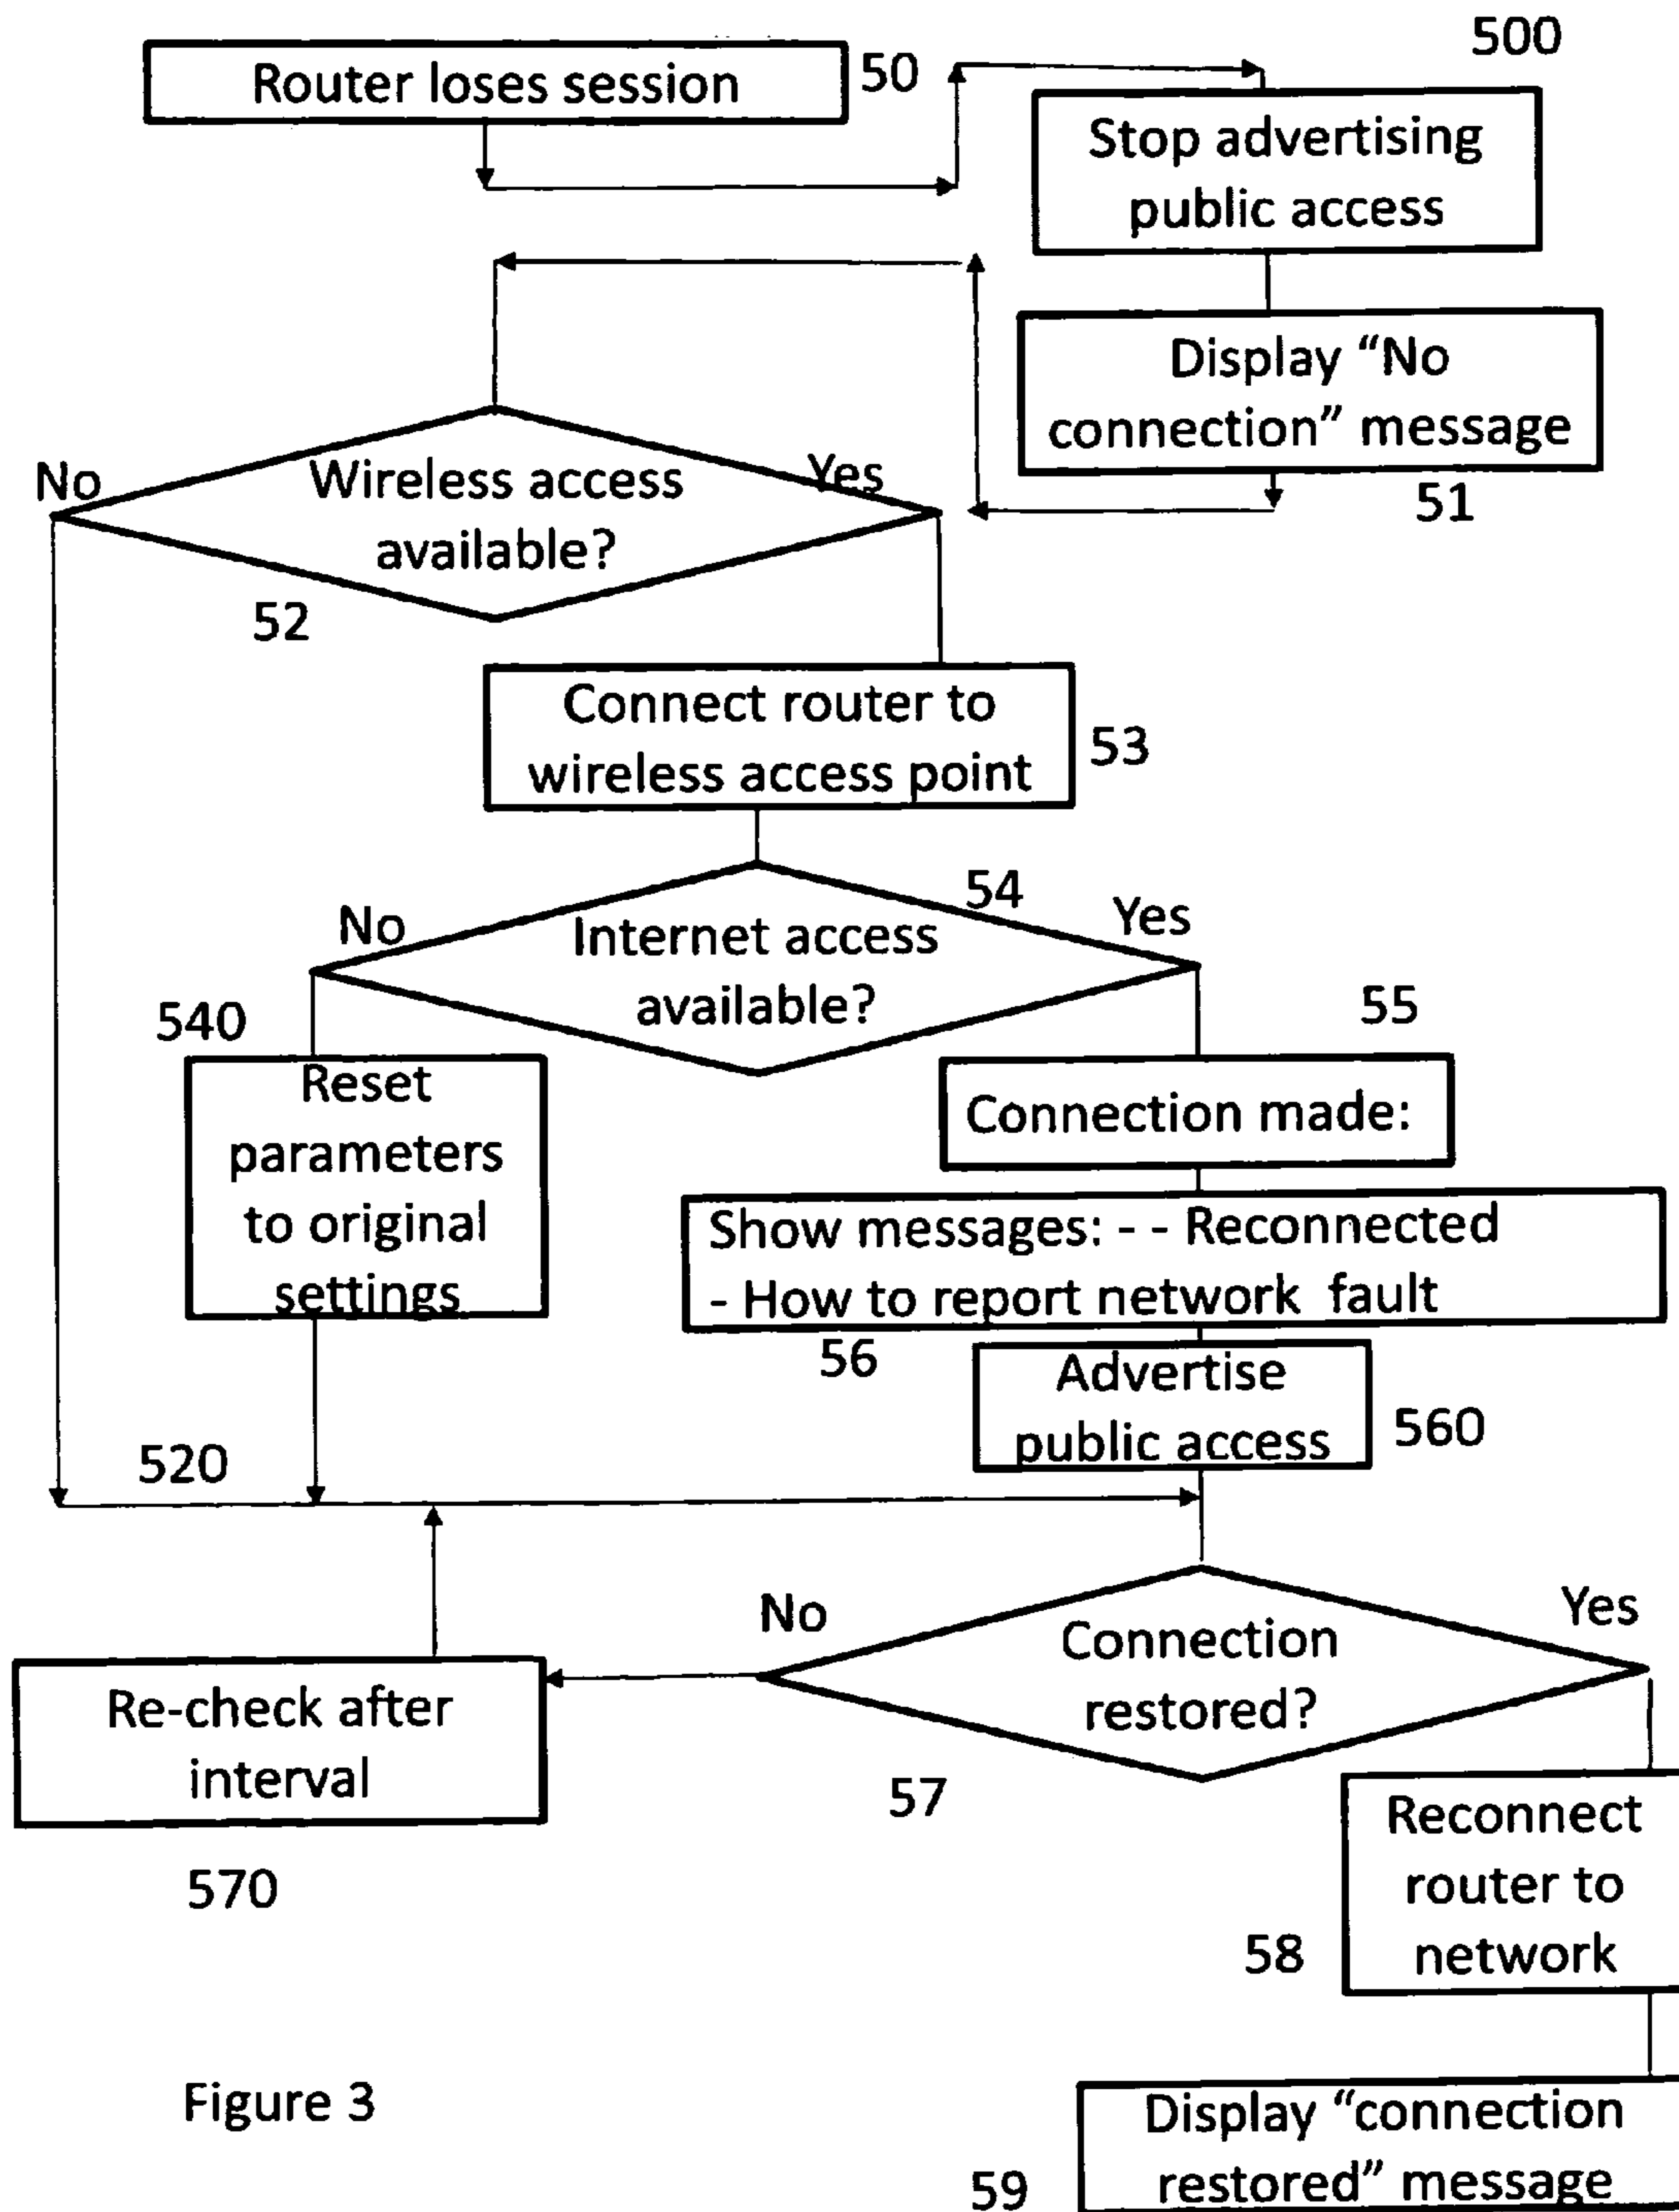 500
Router loses session
50
Stop advertising
public access
Display “No
connection” message
51
No
Yes
Wireless access
available?
52
Connect router to
wireless access point
53
54
No
Yes
Internet access
available?
540
55
Reset
parameters
to original
settings
Connection made:
Show messages: - - Reconnected
- How to report network fault
56
Advertise
public access
560
520
No
Yes
Connection
restored?
Re-check after
interval
57
570
Reconnect
router to
network
58
Figure 3
Display “connection
restored” message
59